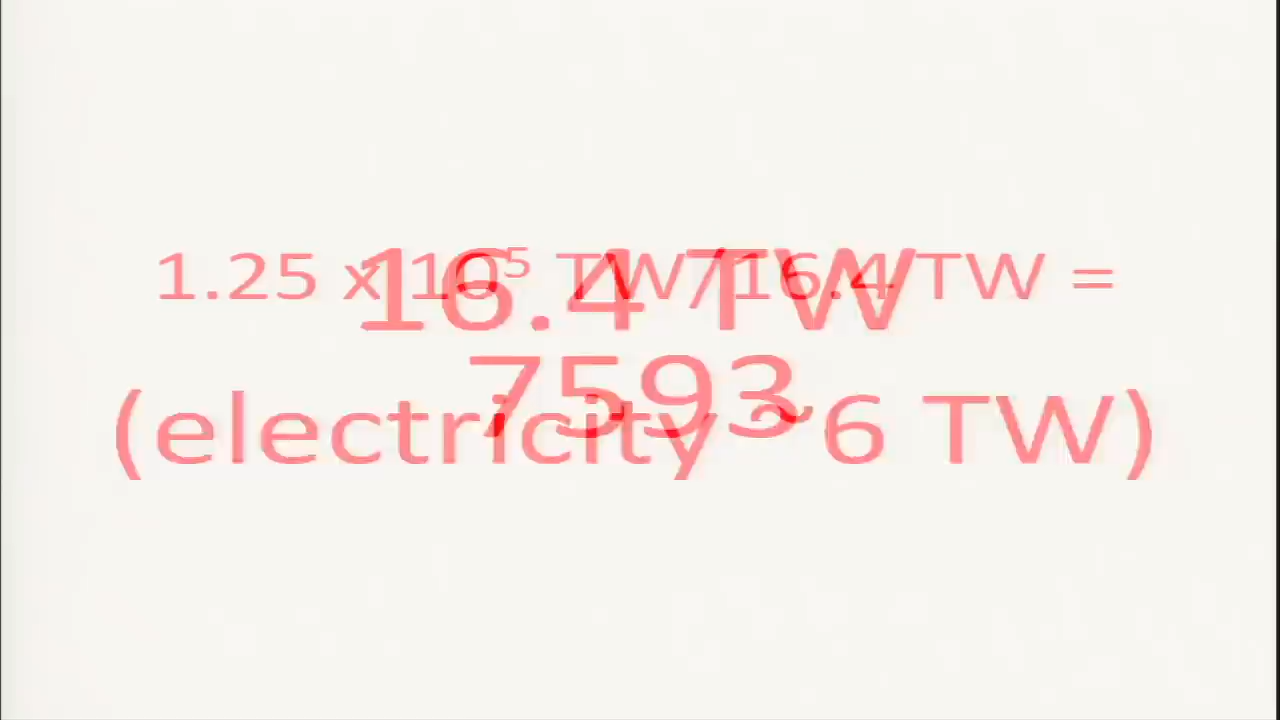 1.25 x 10⁵ TW/16.4 TW =
7593
16.4 TW
(electricity ~ 6 TW)